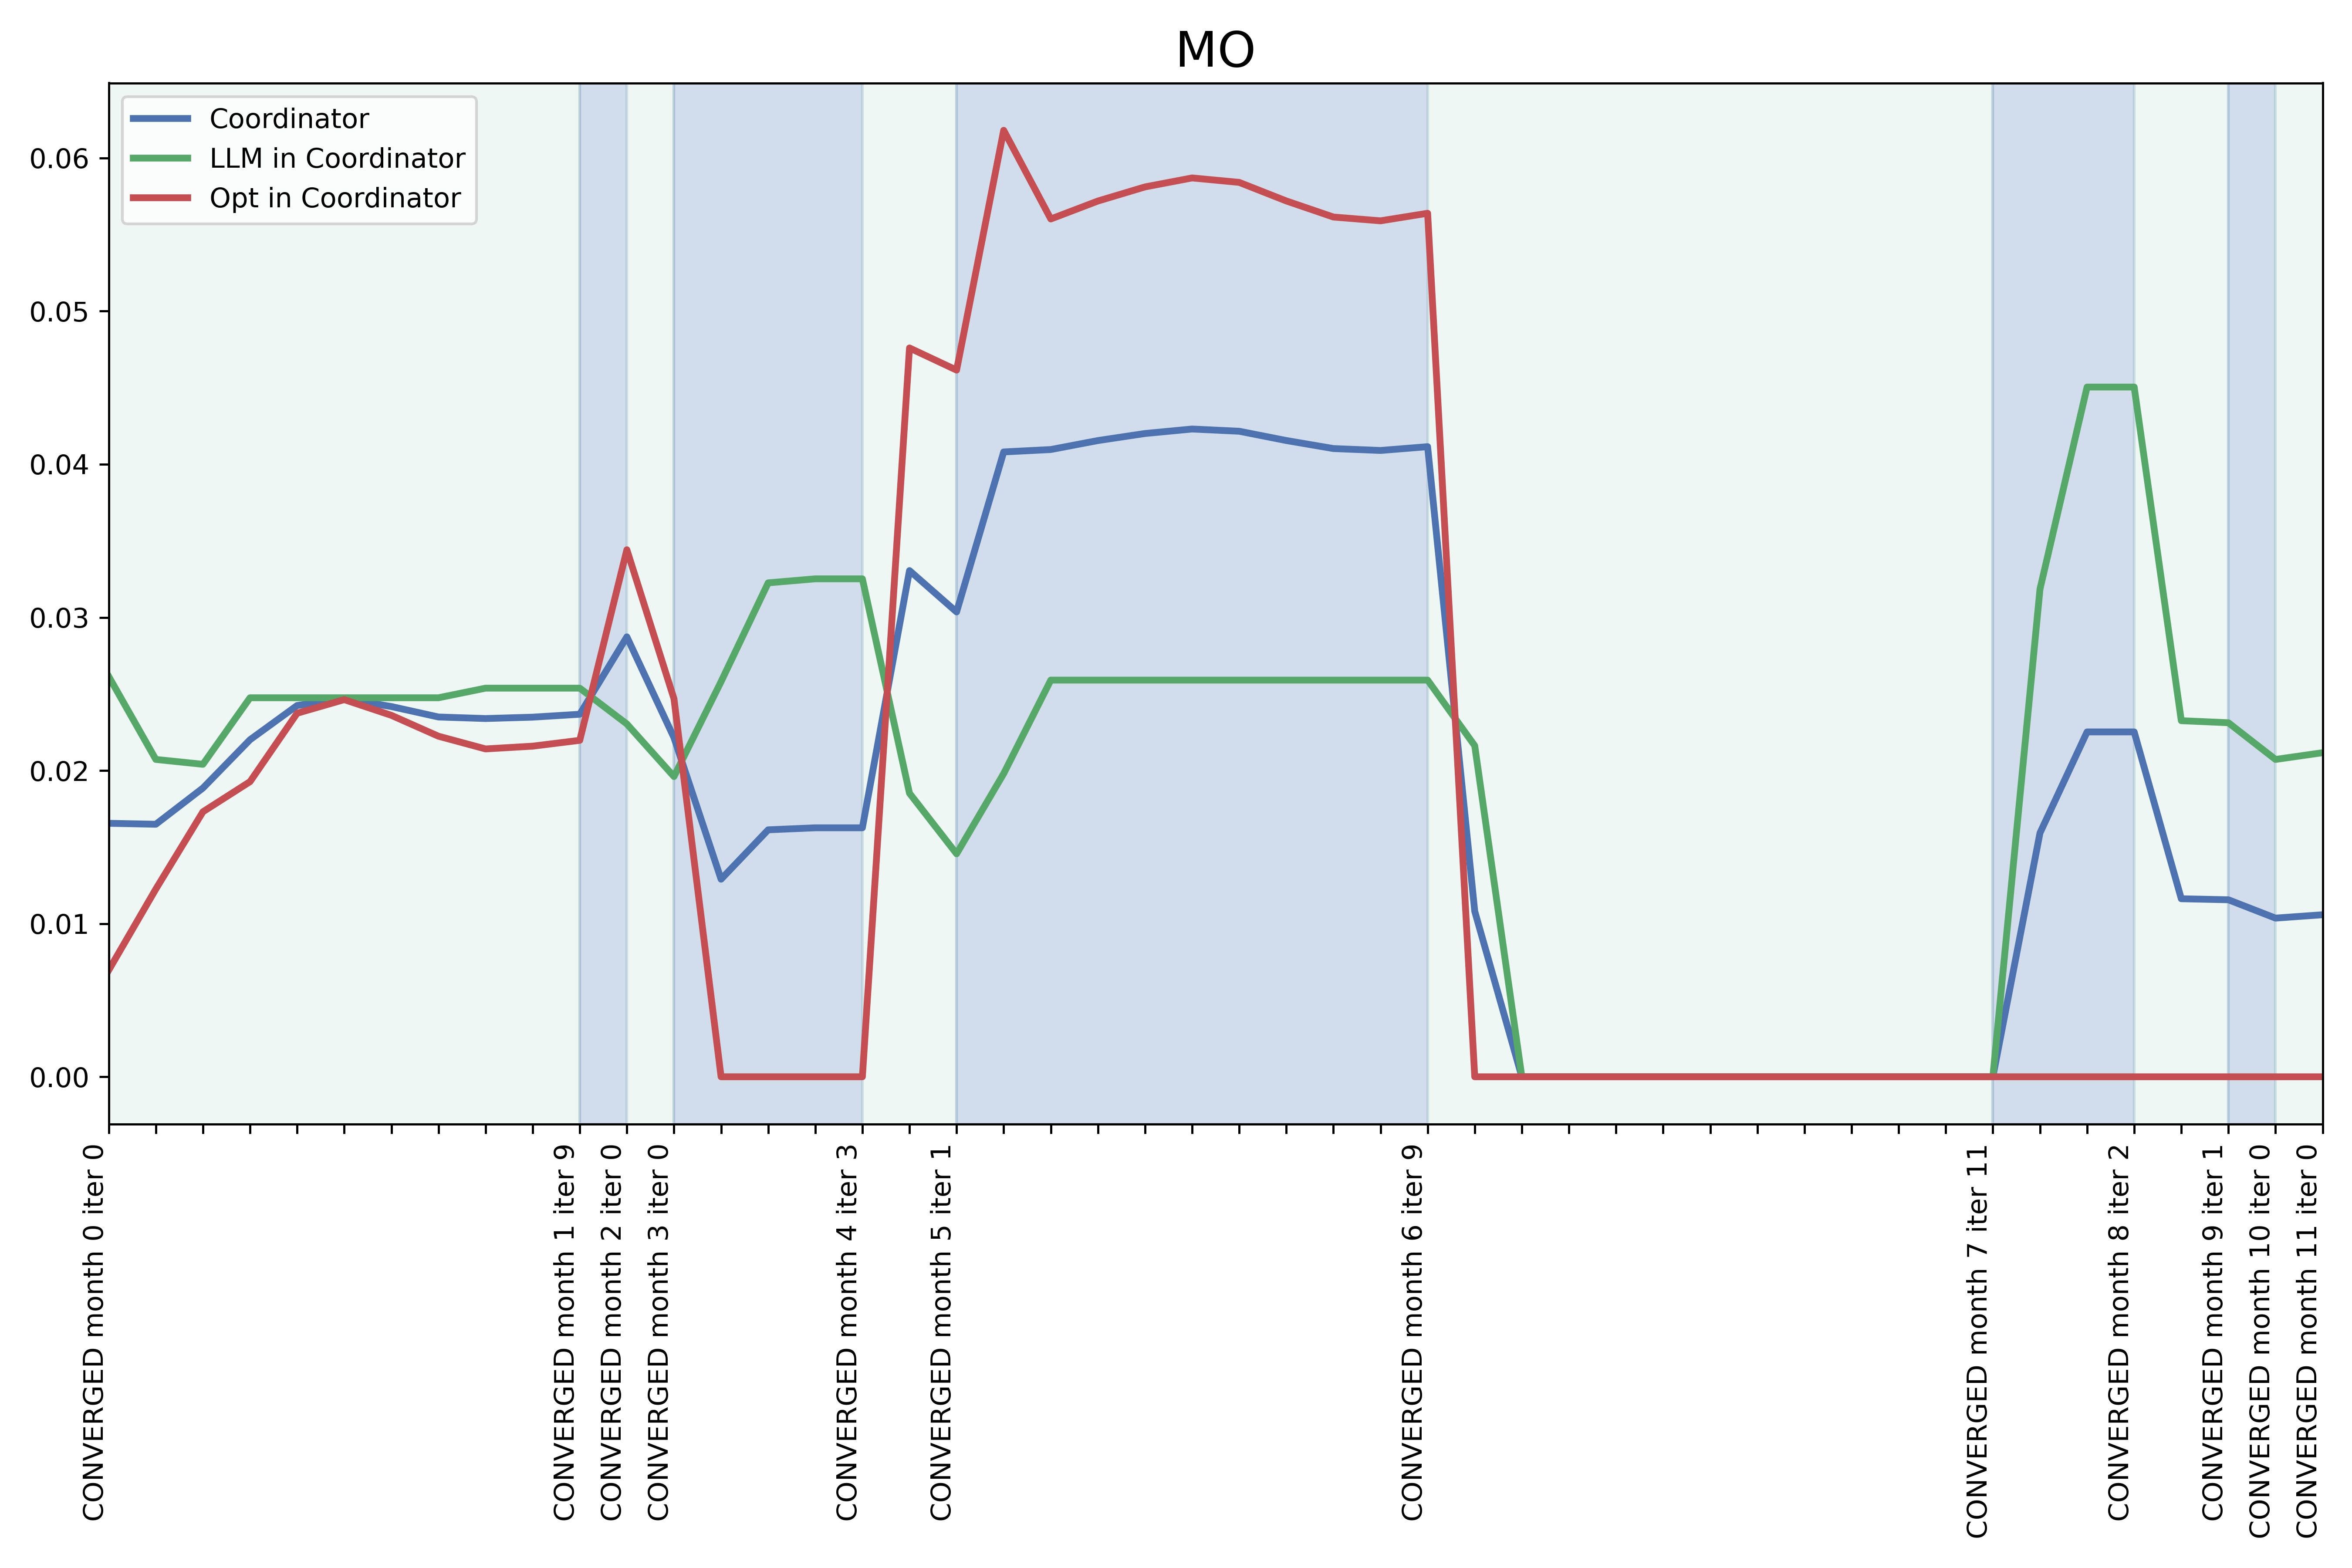 MO
Coordinator
LLM in Coordinator
Opt in Coordinator
0.06
0.05
0.04
0.03
0.02
0.01
0.00
CONVERGED month 0 iter 0
CONVERGED month 1 iter 9
CONVERGED month 2 iter 0
CONVERGED month 3 iter 0
CONVERGED month 4 iter 3
CONVERGED month 5 iter 1
CONVERGED month 6 iter 9
CONVERGED month 7 iter 11
CONVERGED month 8 iter 2
CONVERGED month 9 iter 1
CONVERGED month 10 iter 0
CONVERGED month 11 iter 0